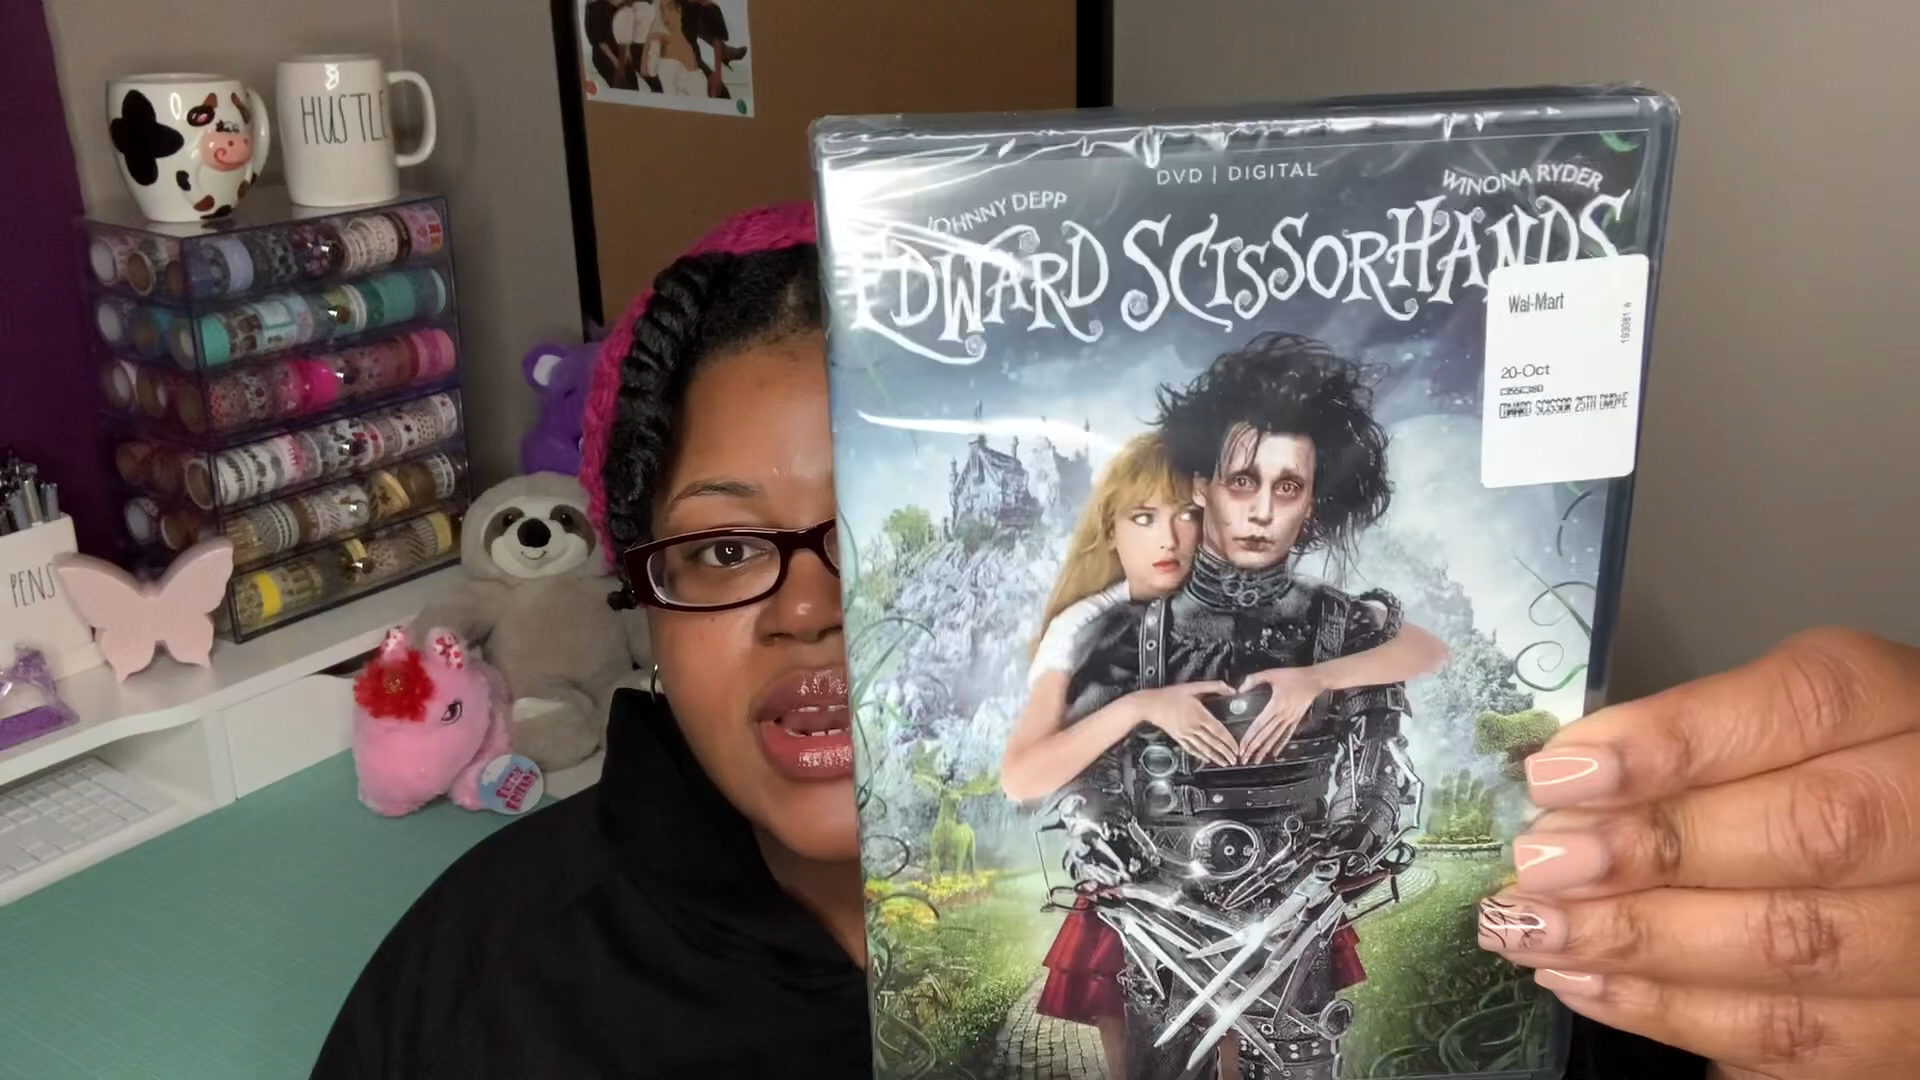 HUSTLE
PENS
DVD | DIGITAL
JOHNNY DEPP
WINONA RYDER
EDWARD SCISSORHANDS
Wal-Mart
20-Oct
EDWARD SCISSOR 25TH DVD+E